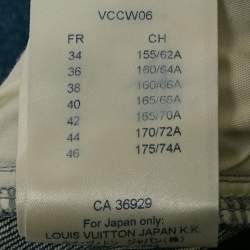 VCCW06
FR CH
34 155/62A
36 160/64A
38 160/66A
40 165/68A
42 165/70A
44 170/72A
46 175/74A
CA 36929
For Japan only:
LOUIS VUITTON JAPAN K.K.